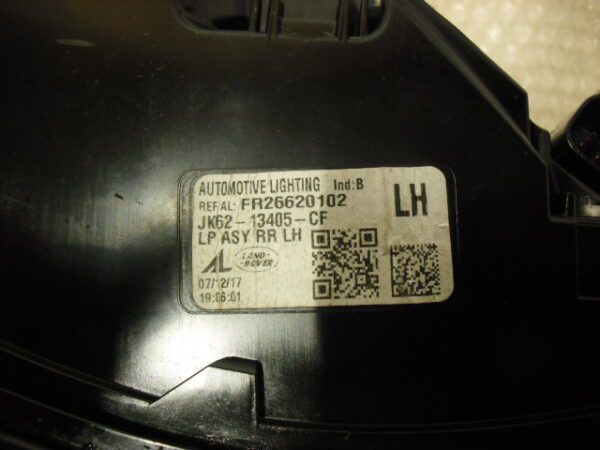 AUTOMOTIVE LIGHTING Ind:B
REF.AL: FR26620102
LH
JK62-13405-CF
LP ASY RR LH
AL LAND-ROVER
07/12/17
19:06:01